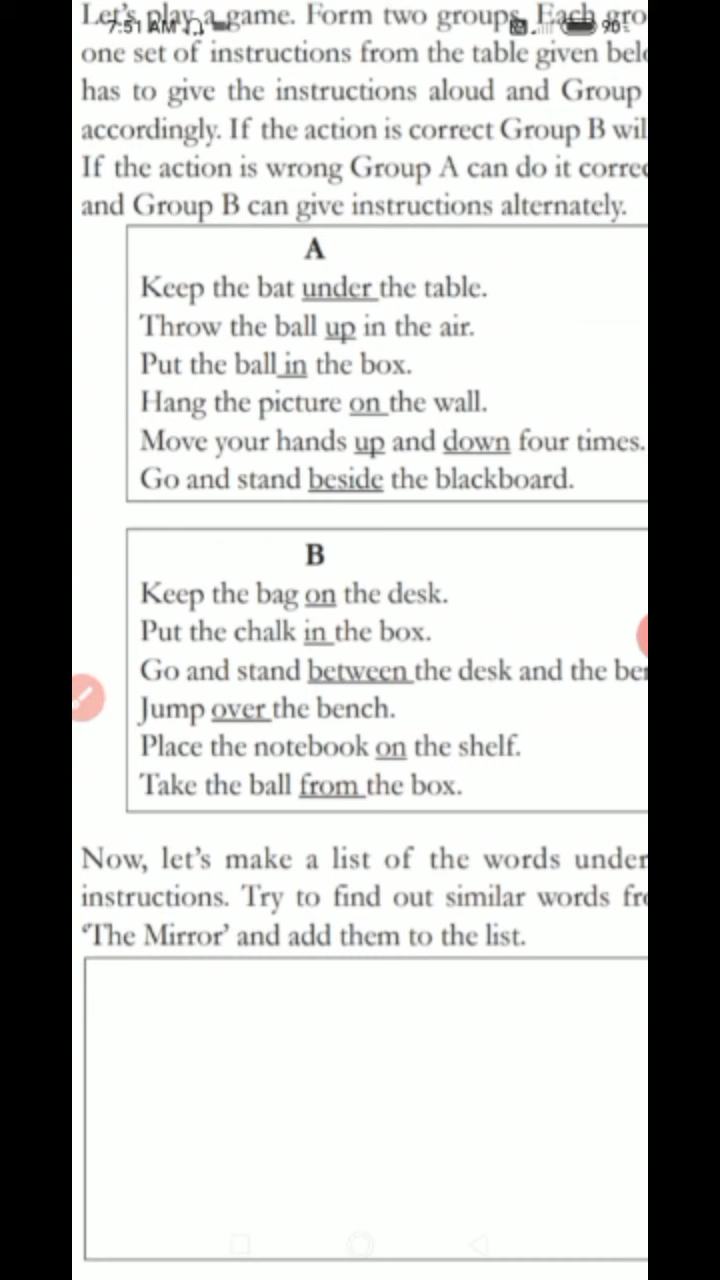 Let's play a game. Form two groups. Each gro
7:51 AM
90
one set of instructions from the table given belo
has to give the instructions aloud and Group
accordingly. If the action is correct Group B wil
If the action is wrong Group A can do it correc
and Group B can give instructions alternately.
A
Keep the bat under the table.
Throw the ball up in the air.
Put the ball in the box.
Hang the picture on the wall.
Move your hands up and down four times.
Go and stand beside the blackboard.
B
Keep the bag on the desk.
Put the chalk in the box.
Go and stand between the desk and the ben
Jump over the bench.
Place the notebook on the shelf.
Take the ball from the box.
Now, let's make a list of the words under
instructions. Try to find out similar words fro
'The Mirror' and add them to the list.